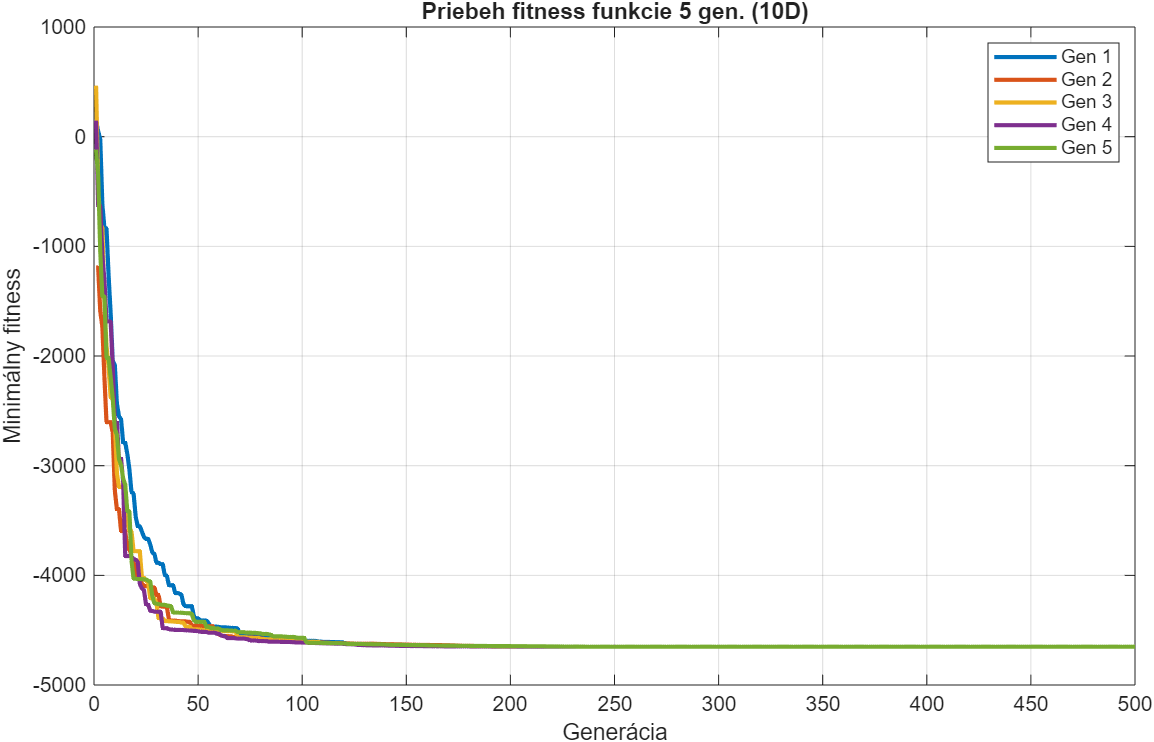 Priebeh fitness funkcie 5 gen. (10D)
1000
0
-1000
-2000
-3000
-4000
-5000
Minimálny fitness
0 50 100 150 200 250 300 350 400 450 500
Generácia
Gen 1
Gen 2
Gen 3
Gen 4
Gen 5